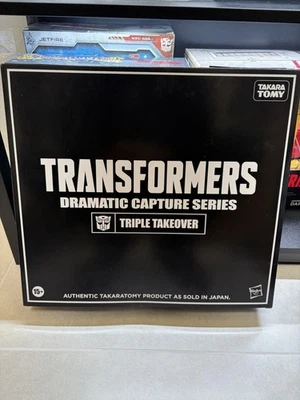 JETFIRE
TAKARA
TOMY
TRANSFORMERS
DRAMATIC CAPTURE SERIES
TRIPLE TAKEOVER
15+
AUTHENTIC TAKARATOMY PRODUCT AS SOLD IN JAPAN.
Hasbro